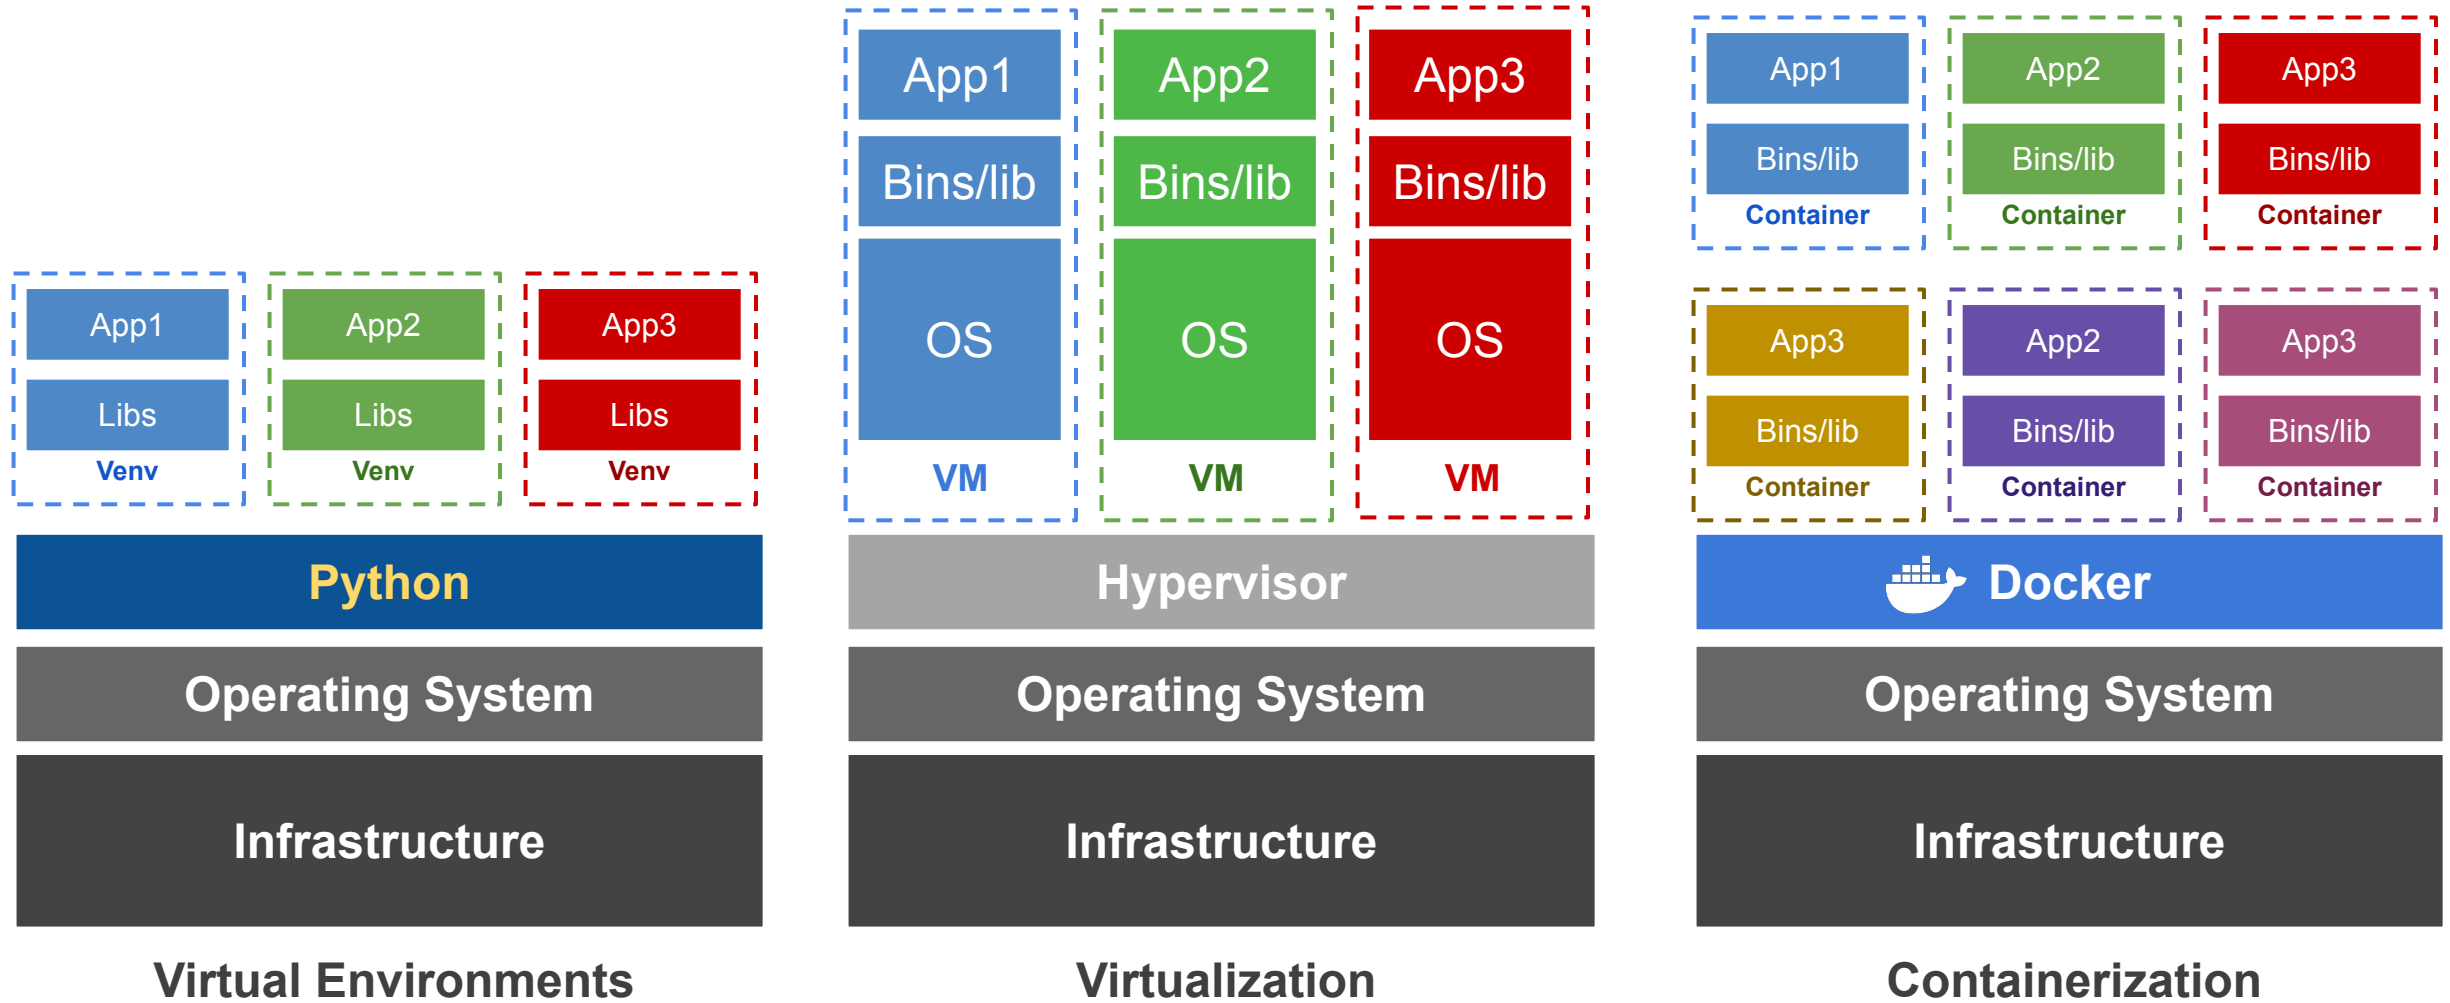 App1
App2
App3
Libs
Libs
Libs
Venv
Venv
Venv
Python
Operating System
Infrastructure
Virtual Environments
App1
App2
App3
Bins/lib
Bins/lib
Bins/lib
OS
OS
OS
VM
VM
VM
Hypervisor
Operating System
Infrastructure
Virtualization
App1
App2
App3
Bins/lib
Bins/lib
Bins/lib
Container
Container
Container
App3
App2
App3
Bins/lib
Bins/lib
Bins/lib
Container
Container
Container
Docker
Operating System
Infrastructure
Containerization